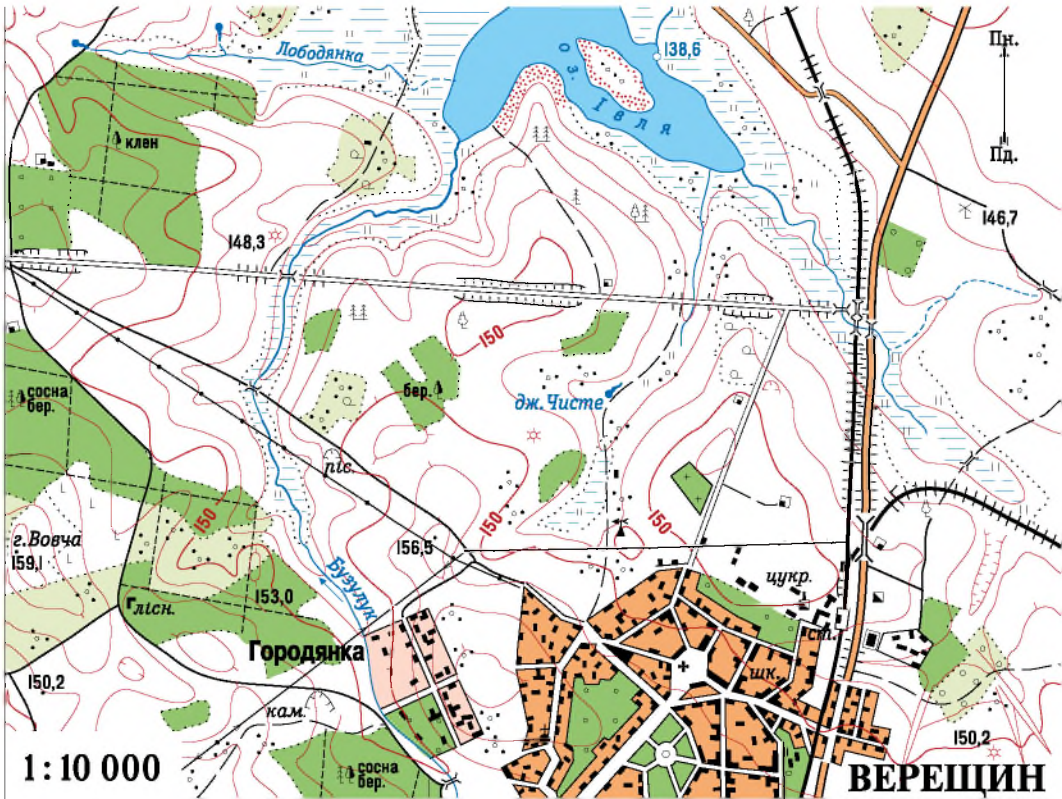 Лободянка
138,6
оз. Івля
Пн.
Пд.
клен
148,3
146,7
150
сосна
бер.
бер.
дж. Чисте
піс.
150
150
150
г. Вовча
159,1
156,5
Бузулук
153,0
лісн.
цукр.
ст.
Городянка
шк.
150,2
кам.
150,2
1:10 000
сосна
бер.
ВЕРЕЩИН